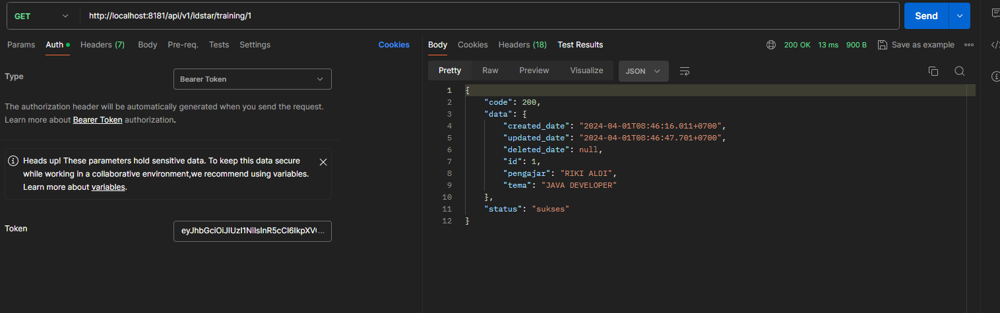 GET http://localhost:8181/api/v1/idstar/training/1 Send
Params Auth Headers (7) Body Pre-req. Tests Settings Cookies
Type Bearer Token
The authorization header will be automatically generated when you send the request.
Learn more about Bearer Token authorization.
Heads up! These parameters hold sensitive data. To keep this data secure
while working in a collaborative environment,we recommend using variables.
Learn more about variables.
Token eyJhbGciOiJIUzI1NiIsInR5cCI6IkpXV...
Body Cookies Headers (18) Test Results 200 OK 13 ms 900 B Save as example
Pretty Raw Preview Visualize JSON
1 {
2 "code": 200,
3 "data": {
4 "created_date": "2024-04-01T08:46:16.011+0700",
5 "updated_date": "2024-04-01T08:46:47.701+0700",
6 "deleted_date": null,
7 "id": 1,
8 "pengajar": "RIKI ALDI",
9 "tema": "JAVA DEVELOPER"
10 },
11 "status": "sukses"
12 }